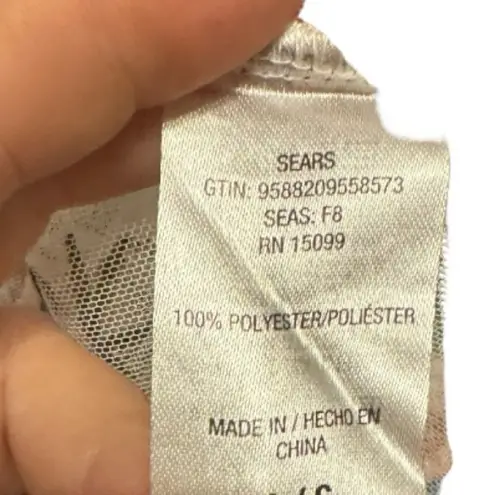 SEARS
GTIN: 9588209558573
SEAS: F8
RN 15099
100% POLYESTER/POLIÉSTER
MADE IN / HECHO EN
CHINA